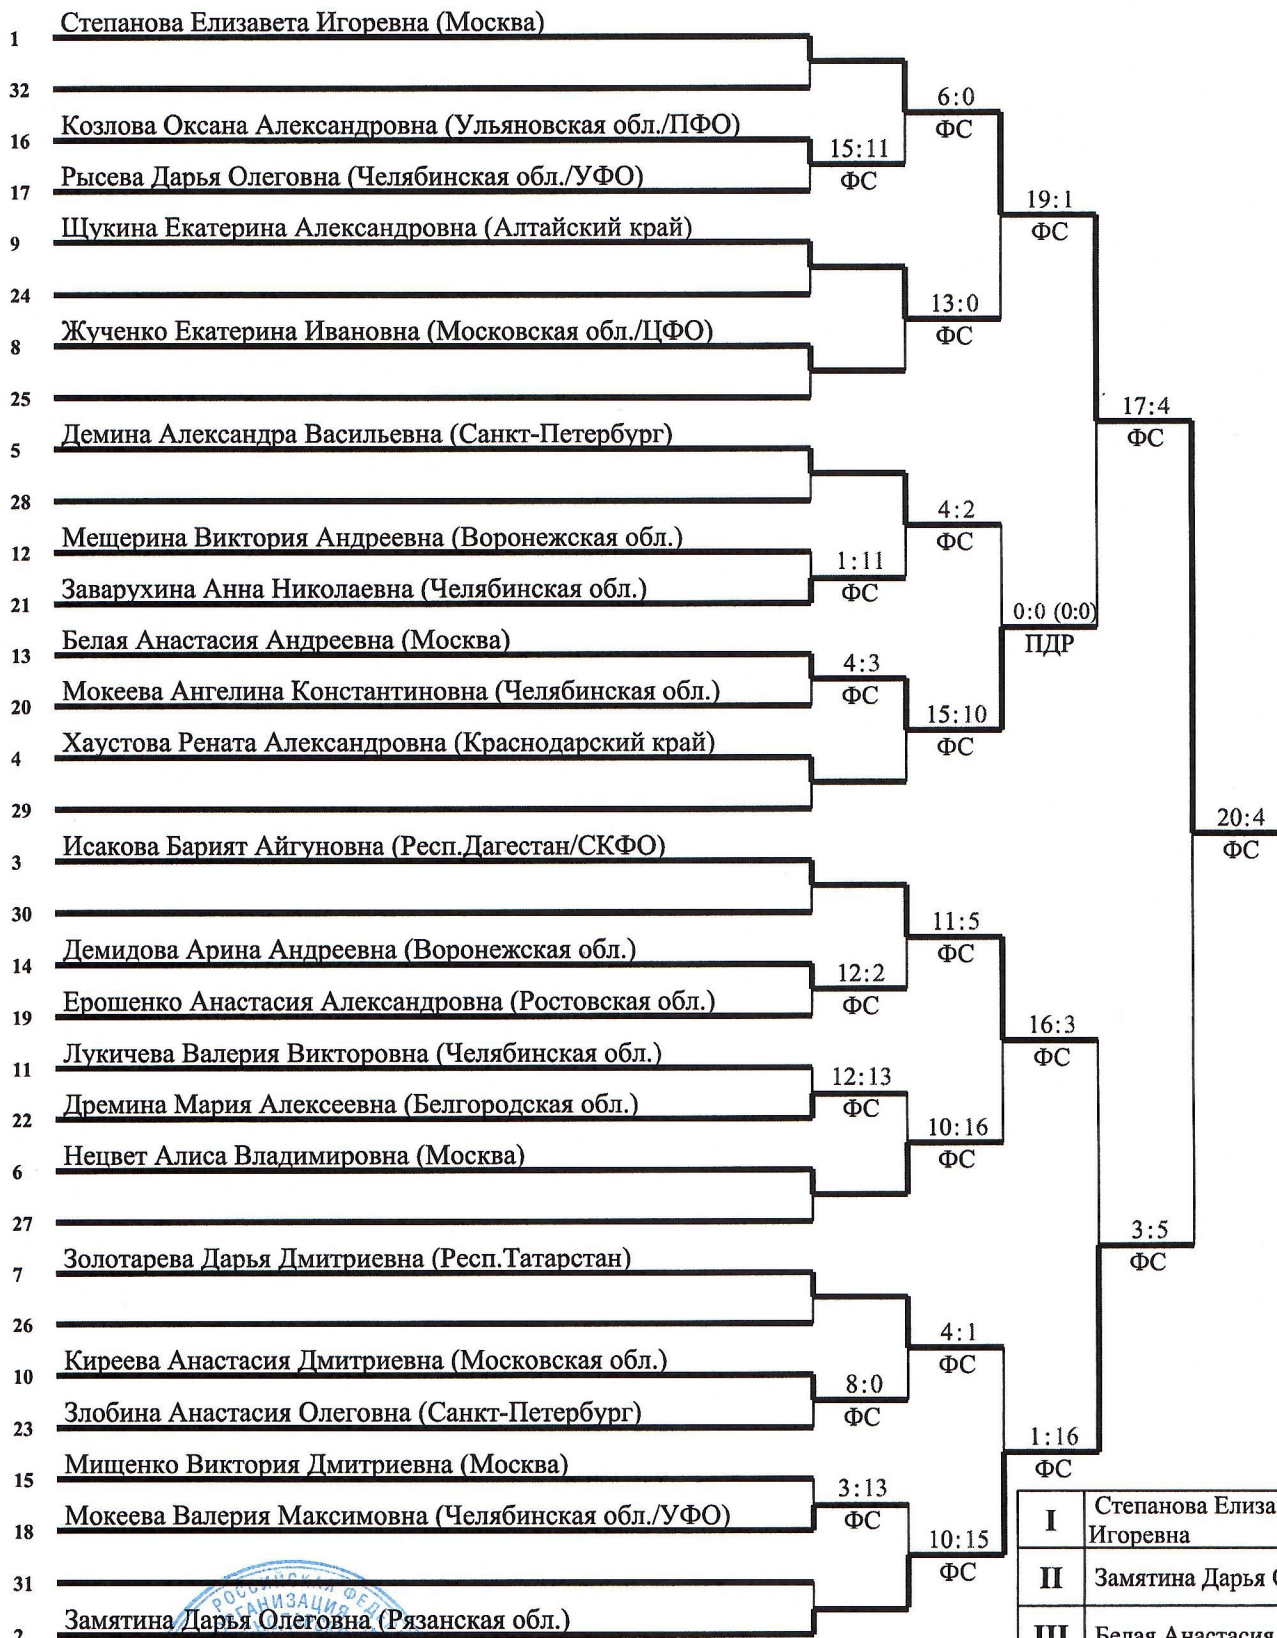 1 Степанова Елизавета Игоревна (Москва)
32
6:0
ФС
16 Козлова Оксана Александровна (Ульяновская обл./ПФО)
15:11
ФС
17 Рысева Дарья Олеговна (Челябинская обл./УФО)
19:1
ФС
9 Щукина Екатерина Александровна (Алтайский край)
24
13:0
ФС
8 Жученко Екатерина Ивановна (Московская обл./ЦФО)
25
17:4
ФС
5 Демина Александра Васильевна (Санкт-Петербург)
28
4:2
ФС
12 Мещерина Виктория Андреевна (Воронежская обл.)
1:11
ФС
21 Заварухина Анна Николаевна (Челябинская обл.)
0:0 (0:0)
ПДР
13 Белая Анастасия Андреевна (Москва)
4:3
ФС
20 Мокеева Ангелина Константиновна (Челябинская обл.)
15:10
ФС
4 Хаустова Рената Александровна (Краснодарский край)
29
20:4
ФС
3 Исакова Барият Айгуновна (Респ.Дагестан/СКФО)
30
11:5
ФС
14 Демидова Арина Андреевна (Воронежская обл.)
12:2
ФС
19 Ерошенко Анастасия Александровна (Ростовская обл.)
16:3
ФС
11 Лукичева Валерия Викторовна (Челябинская обл.)
12:13
ФС
22 Дремина Мария Алексеевна (Белгородская обл.)
10:16
ФС
6 Нецвет Алиса Владимировна (Москва)
27
3:5
ФС
7 Золотарева Дарья Дмитриевна (Респ.Татарстан)
26
4:1
ФС
10 Киреева Анастасия Дмитриевна (Московская обл.)
8:0
ФС
23 Злобина Анастасия Олеговна (Санкт-Петербург)
1:16
ФС
15 Мищенко Виктория Дмитриевна (Москва)
3:13
ФС
18 Мокеева Валерия Максимовна (Челябинская обл./УФО)
10:15
ФС
31
2 Замятина Дарья Олеговна (Рязанская обл.)
I Степанова Елиза
Игоревна
II Замятина Дарья
III Белая Анастасия
РОССИЙСКАЯ ФЕД
ОРГАНИЗАЦИЯ